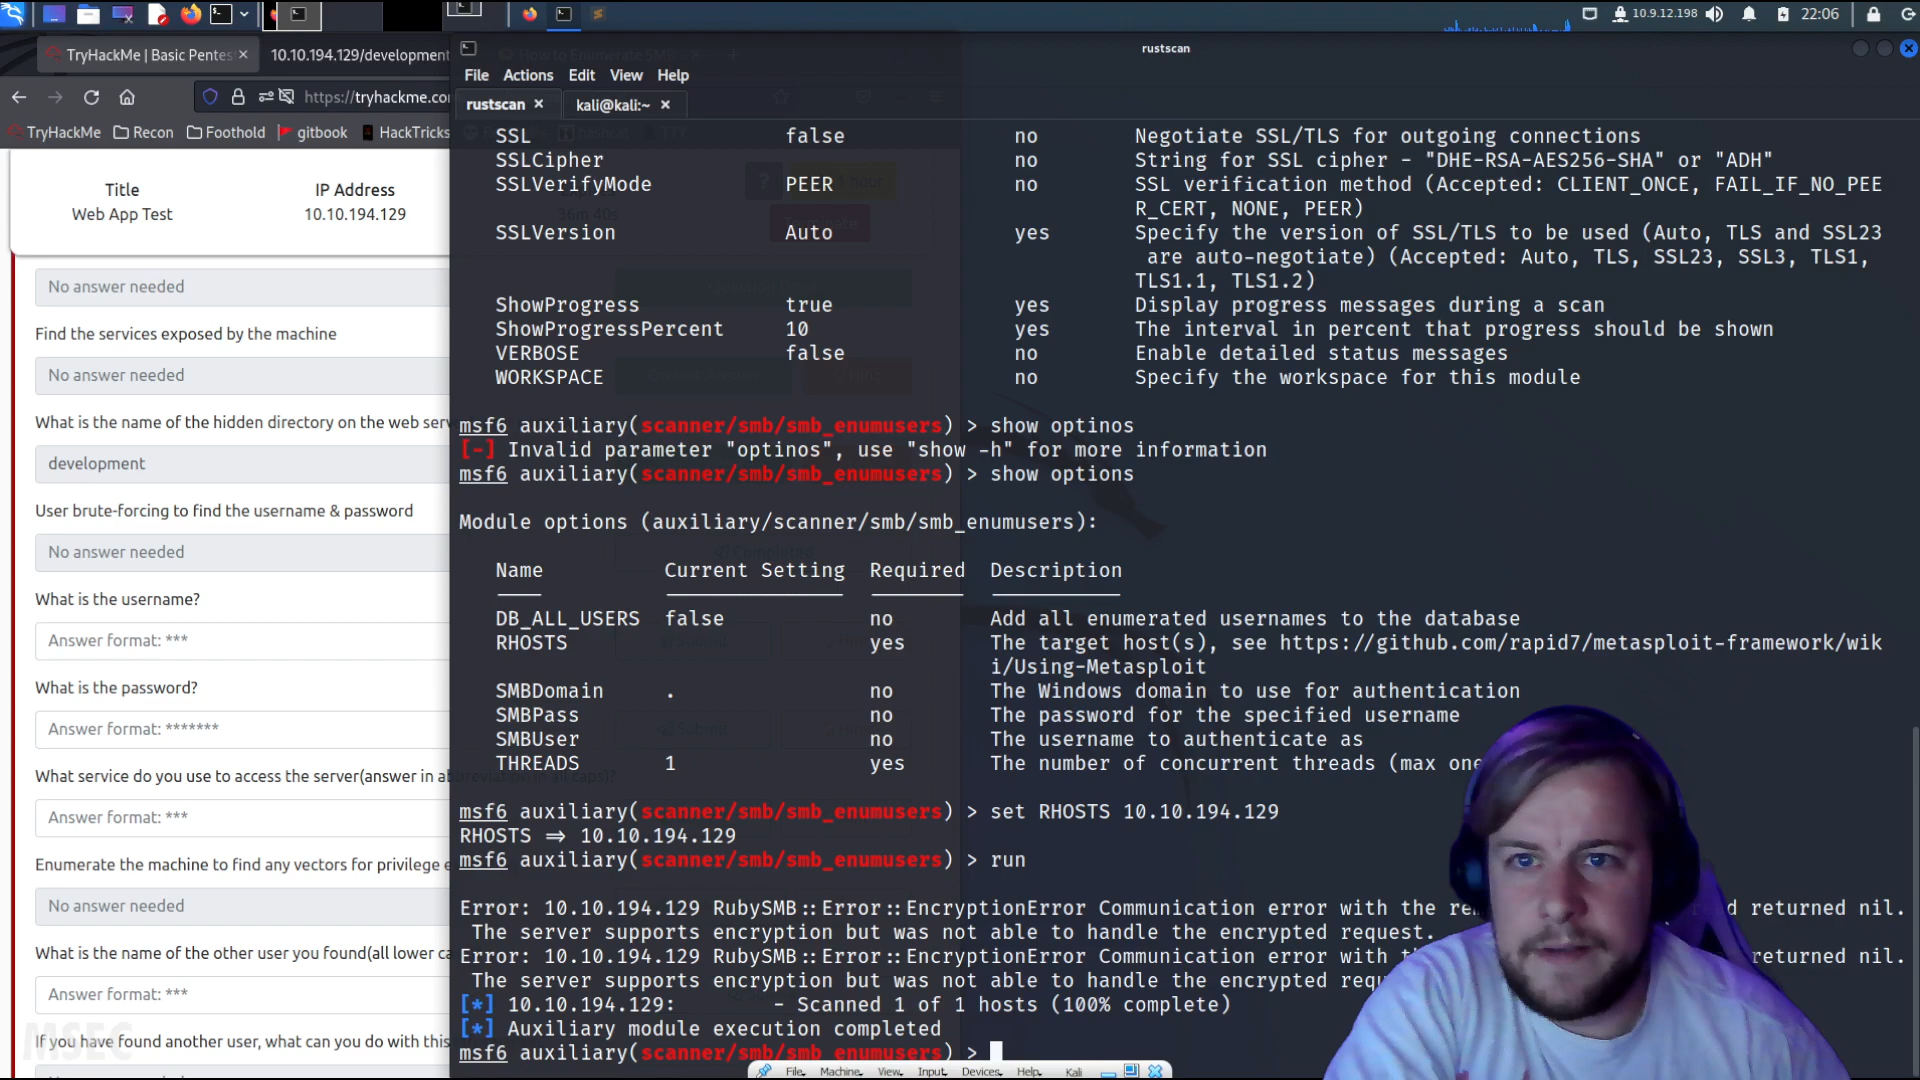 10.9.12.198
22:06
TryHackMe | Basic Pentes
10.10.194.129/development
rustscan
File Actions Edit View Help
rustscan
kali@kali:~
https://tryhackme.co
TryHackMe
Recon
Foothold
gitbook
HackTricks
Title
IP Address
Web App Test
10.10.194.129
No answer needed
Find the services exposed by the machine
No answer needed
What is the name of the hidden directory on the web serv
development
User brute-forcing to find the username & password
No answer needed
What is the username?
Answer format: ***
What is the password?
Answer format: *******
What service do you use to access the server(answer in abbreviation in all caps)?
Answer format: ***
Enumerate the machine to find any vectors for privilege e
No answer needed
What is the name of the other user you found(all lower ca
Answer format: ***
If you have found another user, what can you do with this
MSEC
SSL false no Negotiate SSL/TLS for outgoing connections
SSLCipher no String for SSL cipher - "DHE-RSA-AES256-SHA" or "ADH"
SSLVerifyMode PEER no SSL verification method (Accepted: CLIENT_ONCE, FAIL_IF_NO_PEE
R_CERT, NONE, PEER)
SSLVersion Auto yes Specify the version of SSL/TLS to be used (Auto, TLS and SSL23
are auto-negotiate) (Accepted: Auto, TLS, SSL23, SSL3, TLS1,
TLS1.1, TLS1.2)
ShowProgress true yes Display progress messages during a scan
ShowProgressPercent 10 yes The interval in percent that progress should be shown
VERBOSE false no Enable detailed status messages
WORKSPACE no Specify the workspace for this module
msf6 auxiliary(scanner/smb/smb_enumusers) > show optinos
[-] Invalid parameter "optinos", use "show -h" for more information
msf6 auxiliary(scanner/smb/smb_enumusers) > show options
Module options (auxiliary/scanner/smb/smb_enumusers):
Name Current Setting Required Description
DB_ALL_USERS false no Add all enumerated usernames to the database
RHOSTS yes The target host(s), see https://github.com/rapid7/metasploit-framework/wik
i/Using-Metasploit
SMBDomain . no The Windows domain to use for authentication
SMBPass no The password for the specified username
SMBUser no The username to authenticate as
THREADS 1 yes The number of concurrent threads (max one
msf6 auxiliary(scanner/smb/smb_enumusers) > set RHOSTS 10.10.194.129
RHOSTS => 10.10.194.129
msf6 auxiliary(scanner/smb/smb_enumusers) > run
Error: 10.10.194.129 RubySMB::Error::EncryptionError Communication error with the returned nil.
The server supports encryption but was not able to handle the encrypted request.
Error: 10.10.194.129 RubySMB::Error::EncryptionError Communication error with the returned nil.
The server supports encryption but was not able to handle the encrypted
[*] 10.10.194.129: - Scanned 1 of 1 hosts (100% complete)
[*] Auxiliary module execution completed
msf6 auxiliary(scanner/smb/smb_enumusers) >
File Machine View Input Devices Help Kali